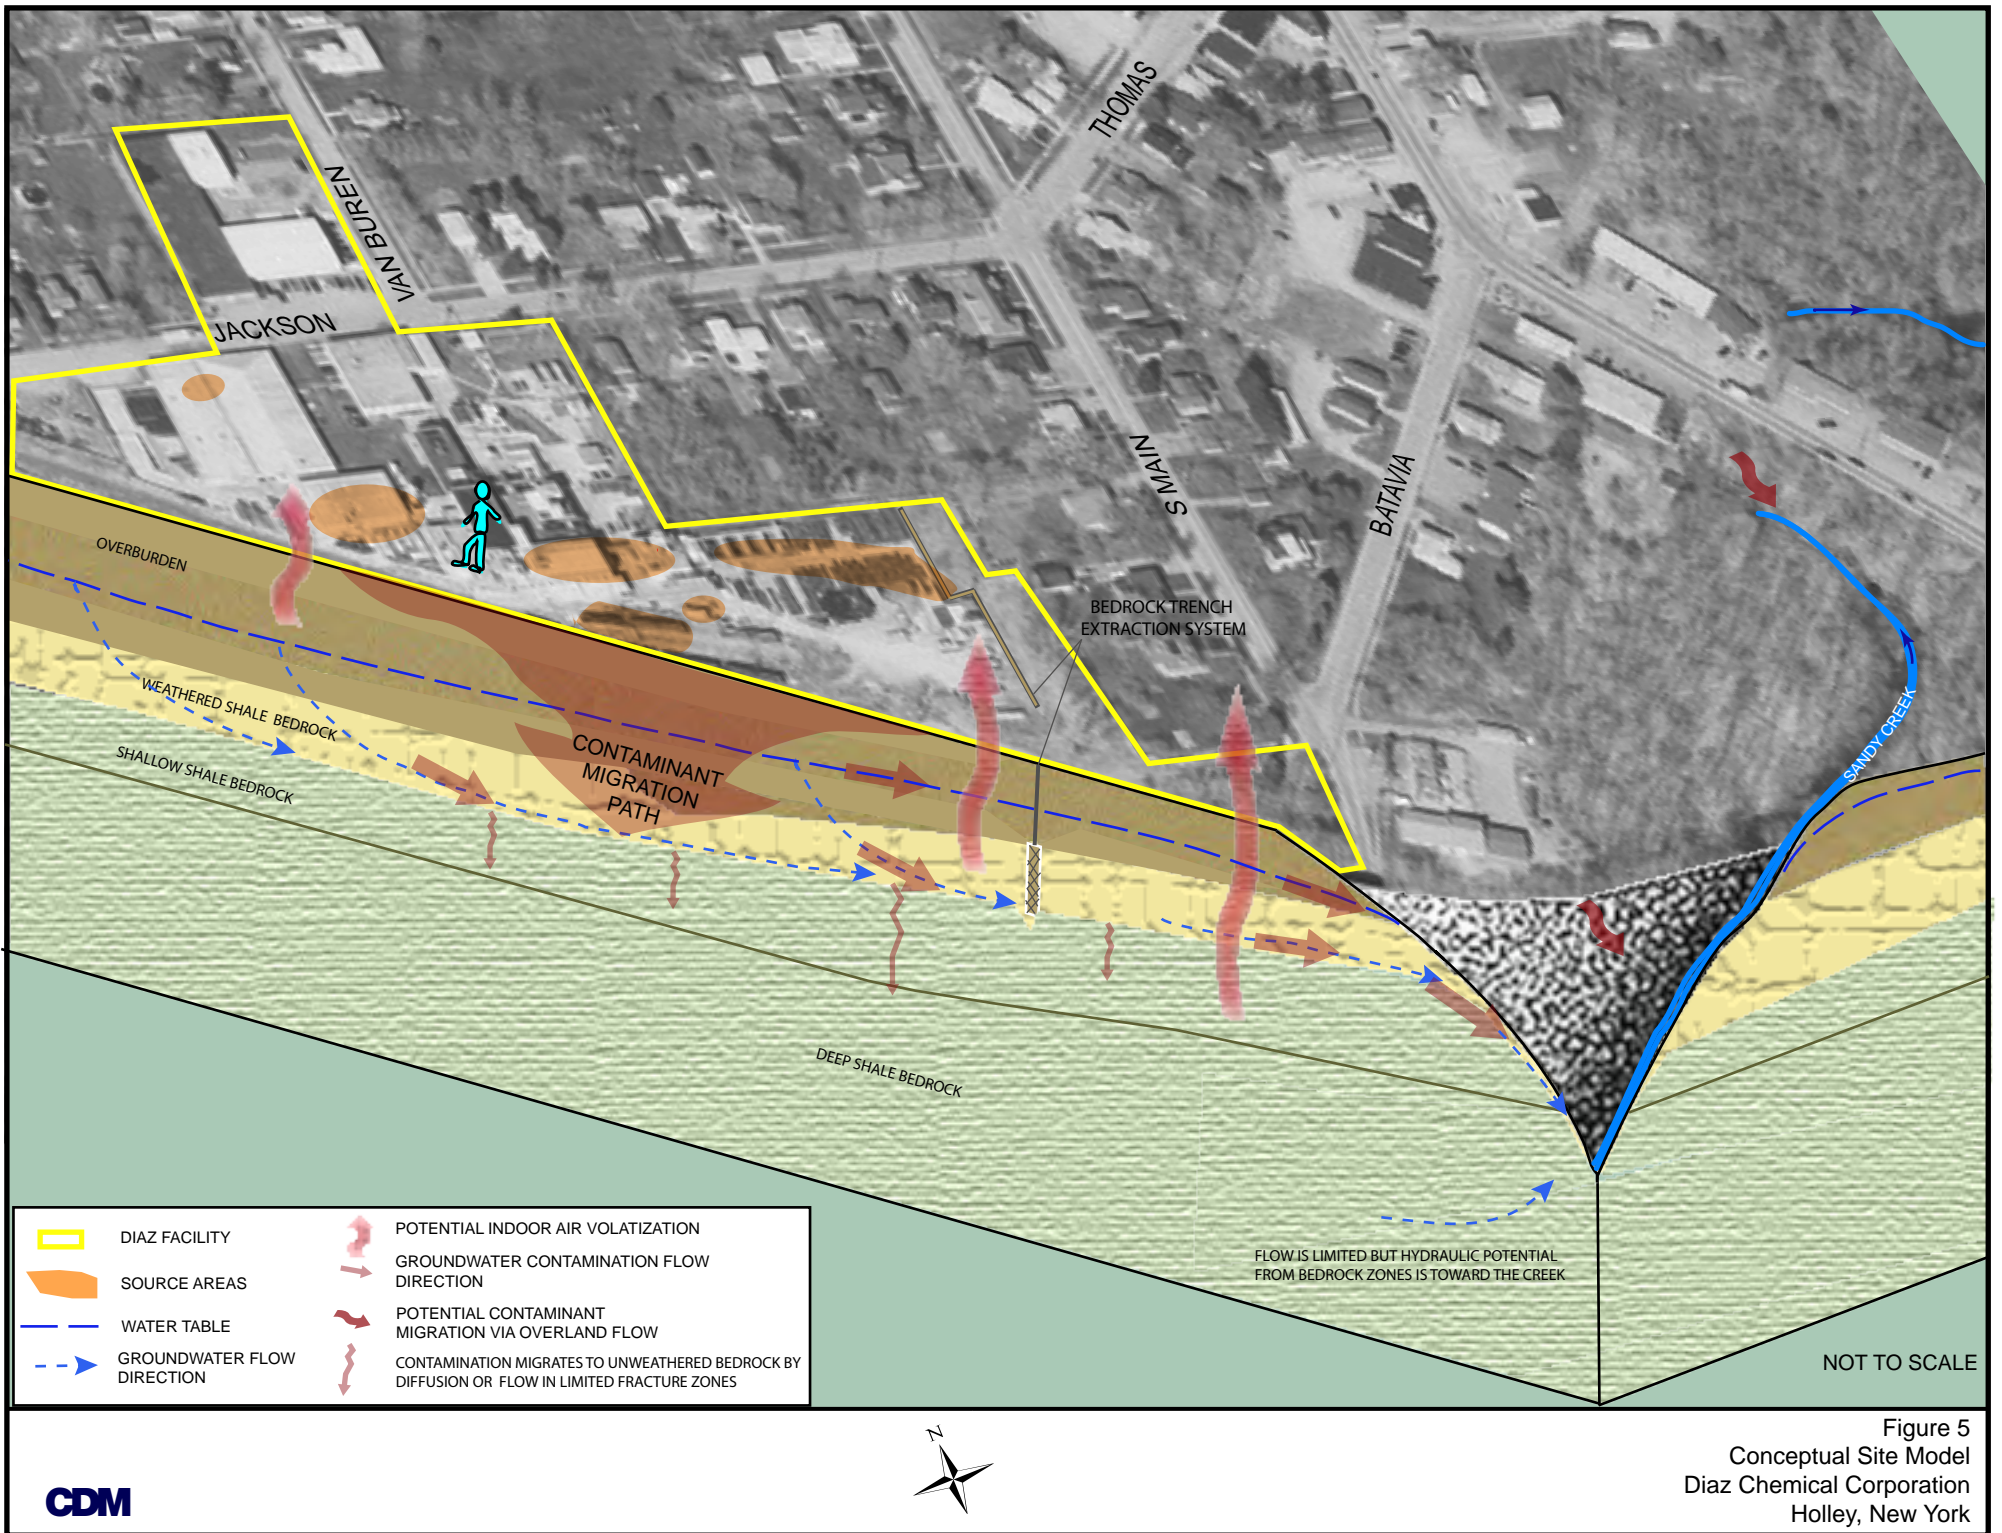 THOMAS
VAN BUREN
JACKSON
S MAIN
BATAVIA
OVERBURDEN
BEDROCK TRENCH
EXTRACTION SYSTEM
WEATHERED SHALE BEDROCK
SANDY CREEK
SHALLOW SHALE BEDROCK
CONTAMINANT
MIGRATION
PATH
DEEP SHALE BEDROCK
FLOW IS LIMITED BUT HYDRAULIC POTENTIAL
FROM BEDROCK ZONES IS TOWARD THE CREEK
DIAZ FACILITY
SOURCE AREAS
WATER TABLE
GROUNDWATER FLOW
DIRECTION
POTENTIAL INDOOR AIR VOLATIZATION
GROUNDWATER CONTAMINATION FLOW
DIRECTION
POTENTIAL CONTAMINANT
MIGRATION VIA OVERLAND FLOW
CONTAMINATION MIGRATES TO UNWEATHERED BEDROCK BY
DIFFUSION OR FLOW IN LIMITED FRACTURE ZONES
NOT TO SCALE
CDM
N
Figure 5
Conceptual Site Model
Diaz Chemical Corporation
Holley, New York